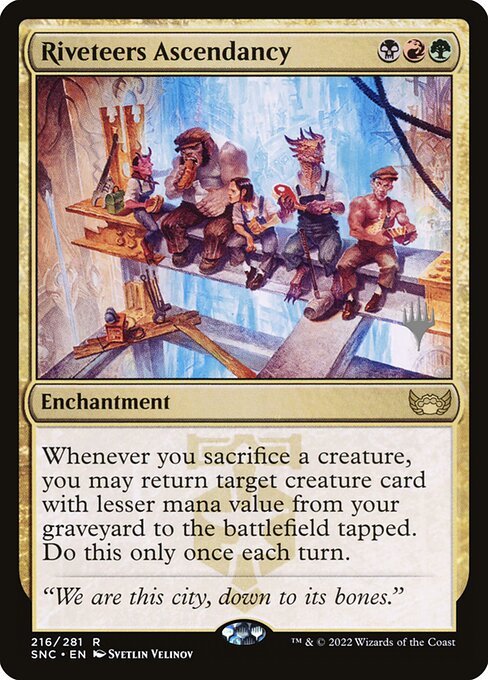 Riveteers Ascendancy
Enchantment
Whenever you sacrifice a creature,
you may return target creature card
with lesser mana value from your
graveyard to the battlefield tapped.
Do this only once each turn.
“We are this city, down to its bones.”
216/281 R
SNC • EN Svetlin Velinov
™ & © 2022 Wizards of the Coast